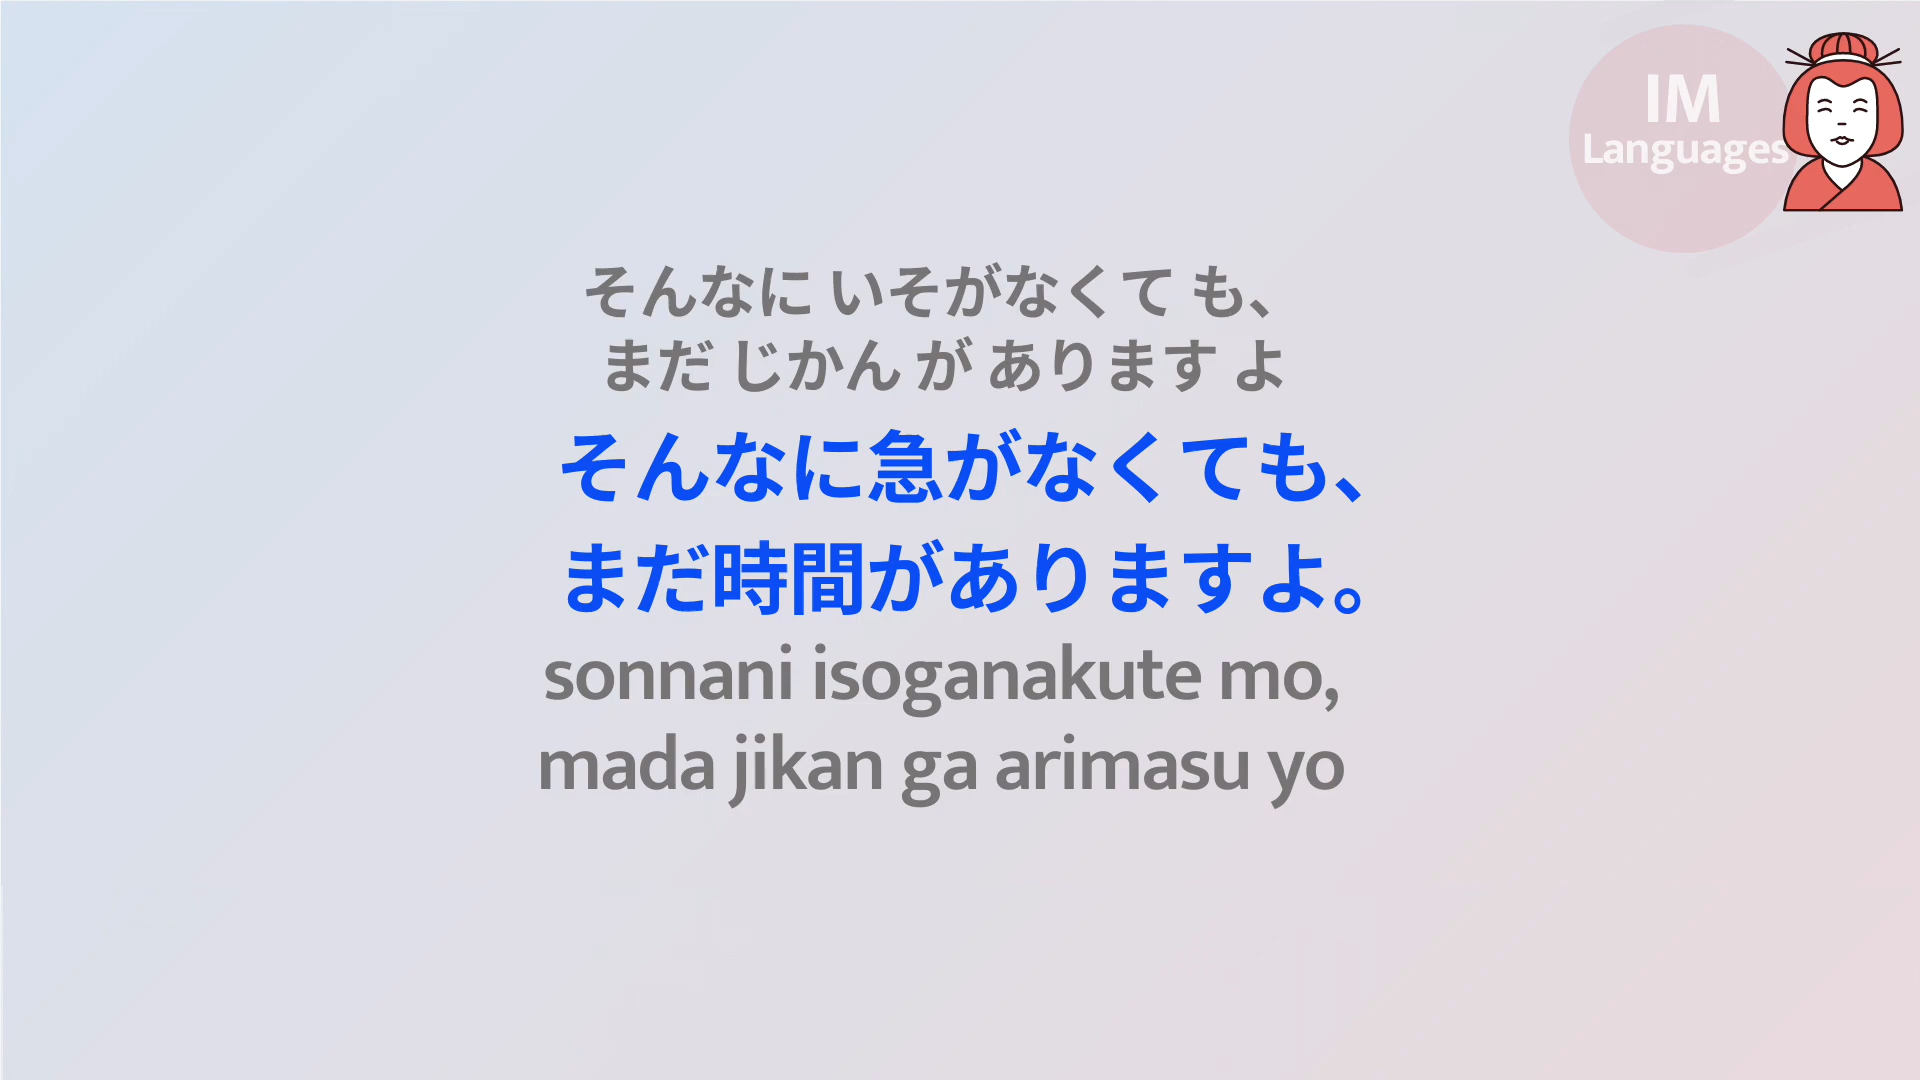 IM
Languages
そんなに いそがなくて も、
まだ じかん が あります よ
そんなに急がなくても、
まだ時間がありますよ。
sonnani isoganakute mo,
mada jikan ga arimasu yo